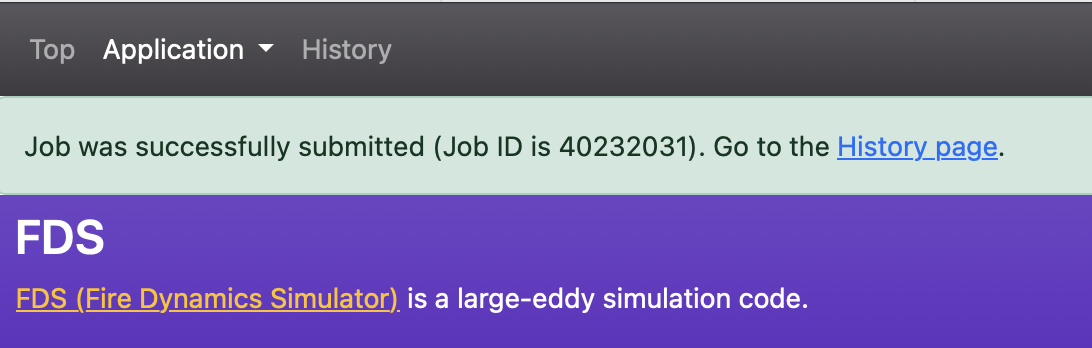 Top Application History
Job was successfully submitted (Job ID is 40232031). Go to the History page.
FDS
FDS (Fire Dynamics Simulator) is a large-eddy simulation code.